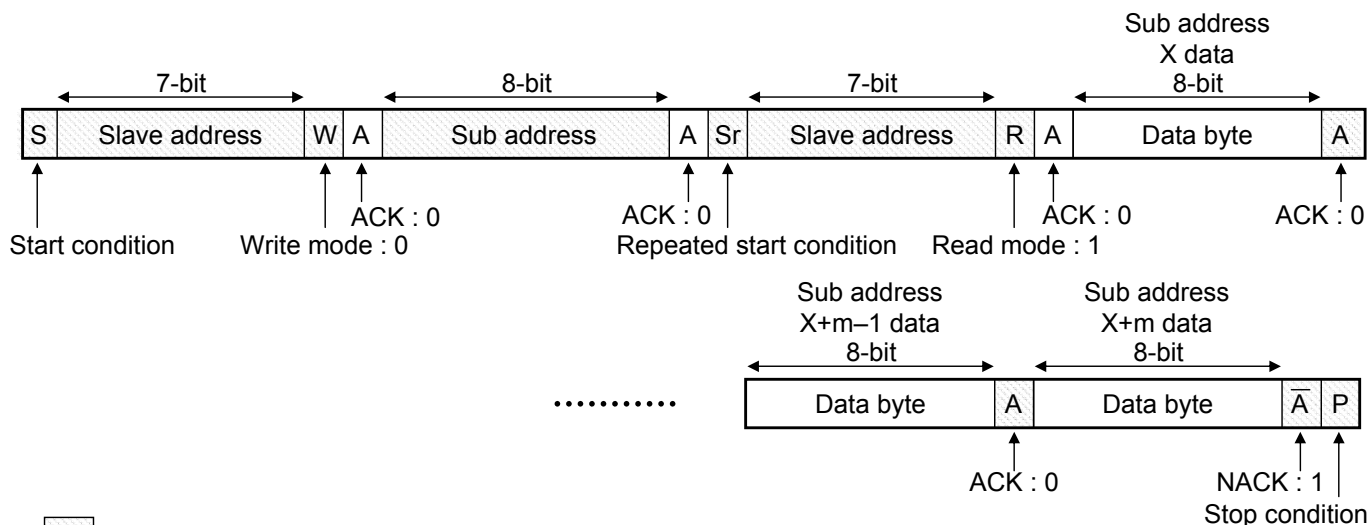 Sub address
X data
7-bit 8-bit 7-bit 8-bit
S Slave address W A Sub address A Sr Slave address R A Data byte A
ACK : 0 ACK : 0 ACK : 0 ACK : 0
Start condition Write mode : 0 Repeated start condition Read mode : 1
Sub address Sub address
X+m–1 data X+m data
8-bit 8-bit
........... Data byte A Data byte A̅ P
ACK : 0 NACK : 1
Stop condition